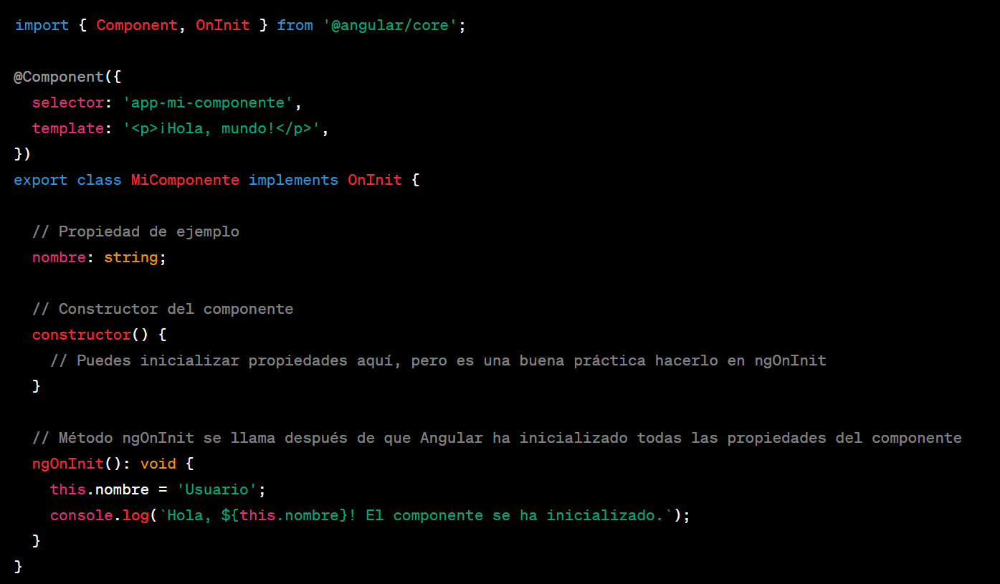 import { Component, OnInit } from '@angular/core';
@Component({
  selector: 'app-mi-componente',
  template: '<p>¡Hola, mundo!</p>',
})
export class MiComponente implements OnInit {
  // Propiedad de ejemplo
  nombre: string;
  // Constructor del componente
  constructor() {
    // Puedes inicializar propiedades aquí, pero es una buena práctica hacerlo en ngOnInit
  }
  // Método ngOnInit se llama después de que Angular ha inicializado todas las propiedades del componente
  ngOnInit(): void {
    this.nombre = 'Usuario';
    console.log(`Hola, ${this.nombre}! El componente se ha inicializado.`);
  }
}